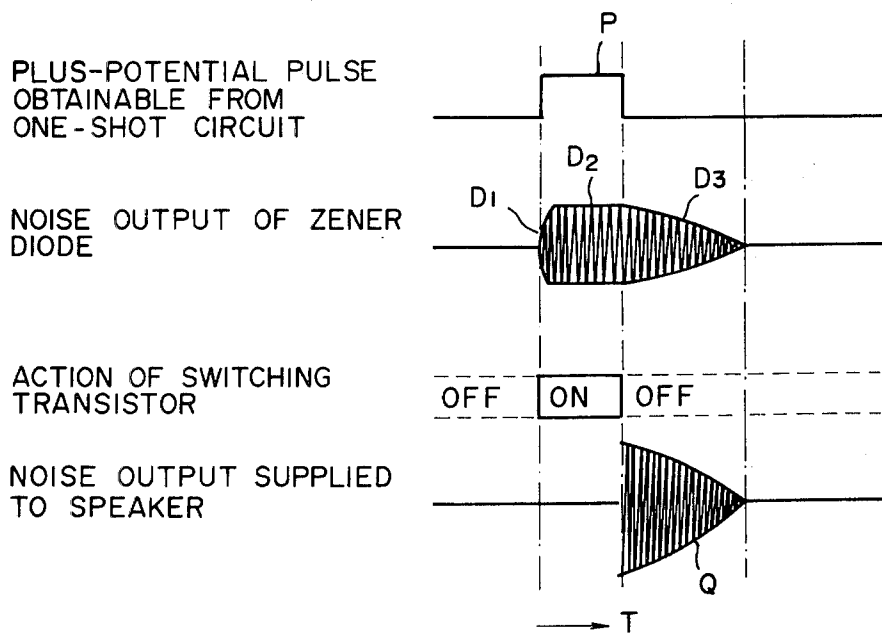 P
PLUS-POTENTIAL PULSE
OBTAINABLE FROM
ONE-SHOT CIRCUIT
D1
D2
D3
NOISE OUTPUT OF ZENER
DIODE
ACTION OF SWITCHING
TRANSISTOR
OFF ON OFF
NOISE OUTPUT SUPPLIED
TO SPEAKER
Q
T